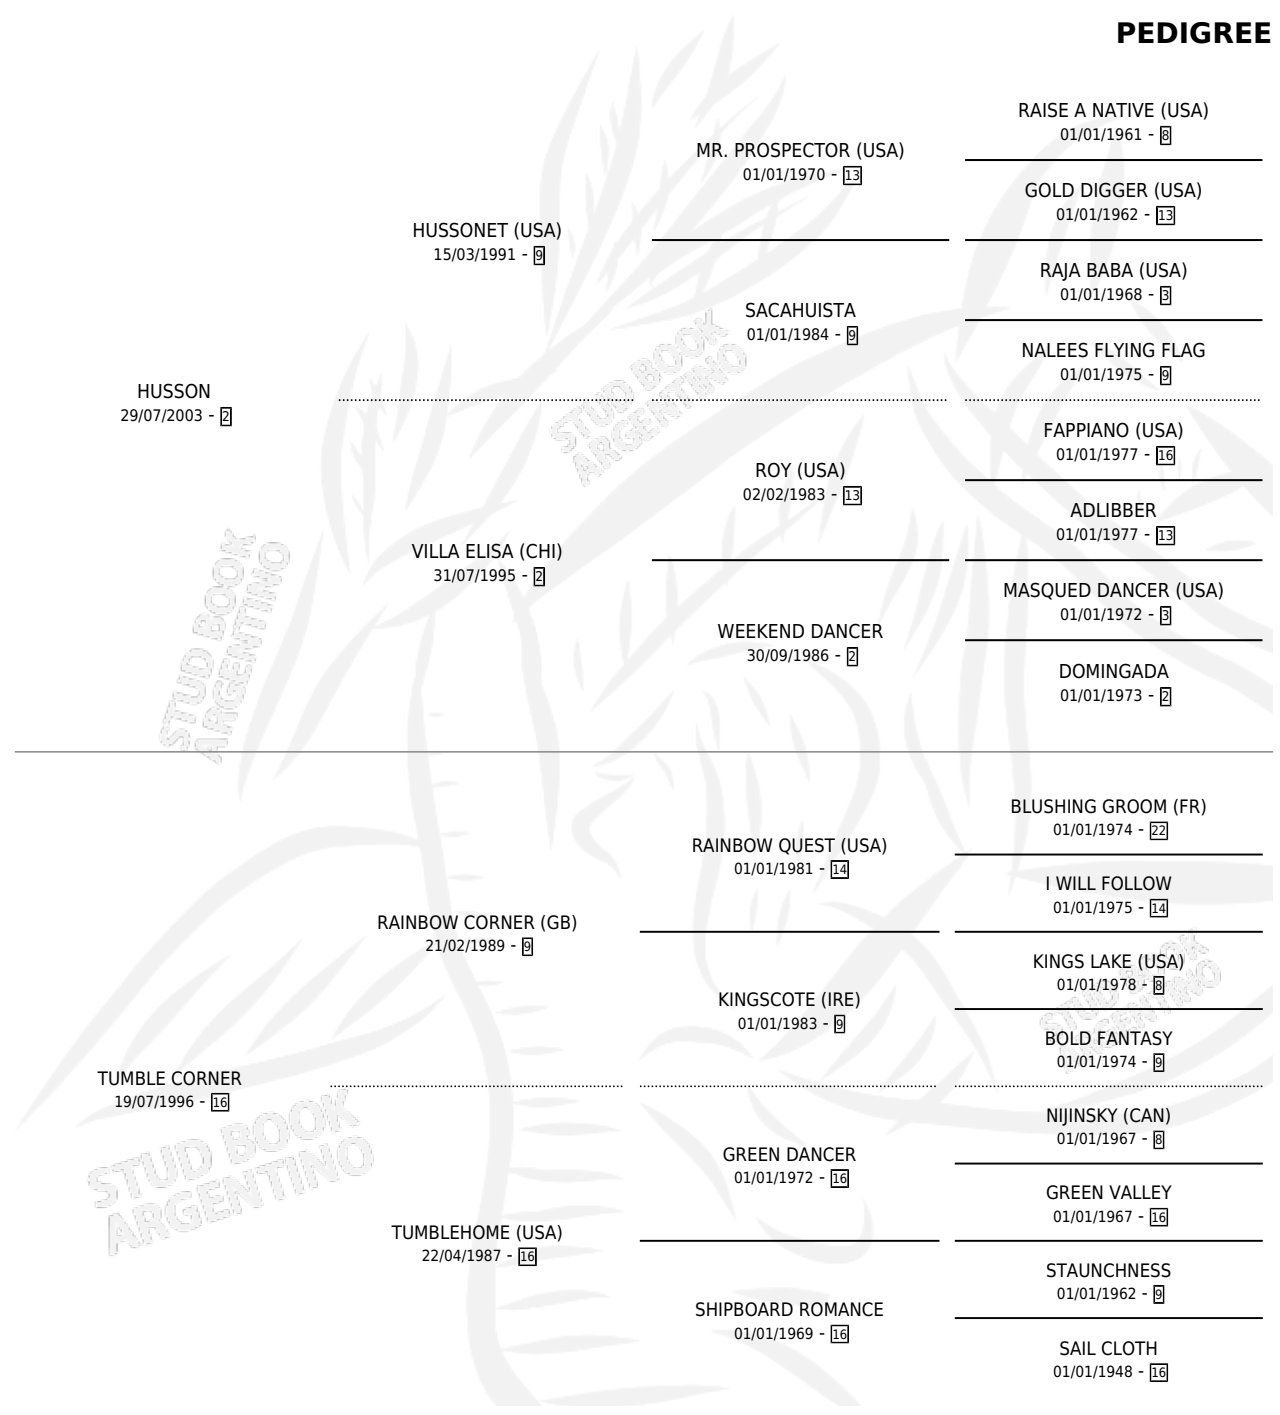 PEDIGREE
RAISE A NATIVE (USA)
01/01/1961 - 8
MR. PROSPECTOR (USA)
01/01/1970 - 13
GOLD DIGGER (USA)
01/01/1962 - 13
HUSSONET (USA)
15/03/1991 - 9
RAJA BABA (USA)
01/01/1968 - 3
SACAHUISTA
01/01/1984 - 9
NALEES FLYING FLAG
01/01/1975 - 9
HUSSON
29/07/2003 - 2
STUD BOOK
ARGENTINO
FAPPIANO (USA)
01/01/1977 - 16
ROY (USA)
02/02/1983 - 13
ADLIBBER
01/01/1977 - 13
VILLA ELISA (CHI)
31/07/1995 - 2
MASQUED DANCER (USA)
01/01/1972 - 3
WEEKEND DANCER
30/09/1986 - 2
DOMINGADA
01/01/1973 - 2
STUD BOOK
ARGENTINO
BLUSHING GROOM (FR)
01/01/1974 - 22
RAINBOW QUEST (USA)
01/01/1981 - 14
I WILL FOLLOW
01/01/1975 - 14
RAINBOW CORNER (GB)
21/02/1989 - 9
KINGS LAKE (USA)
01/01/1978 - 8
KINGSCOTE (IRE)
01/01/1983 - 9
STUD BOOK
ARGENTINO
BOLD FANTASY
01/01/1974 - 9
TUMBLE CORNER
19/07/1996 - 16
STUD BOOK
ARGENTINO
NIJINSKY (CAN)
01/01/1967 - 8
GREEN DANCER
01/01/1972 - 16
GREEN VALLEY
01/01/1967 - 16
TUMBLEHOME (USA)
22/04/1987 - 16
STAUNCHNESS
01/01/1962 - 9
SHIPBOARD ROMANCE
01/01/1969 - 16
SAIL CLOTH
01/01/1948 - 16